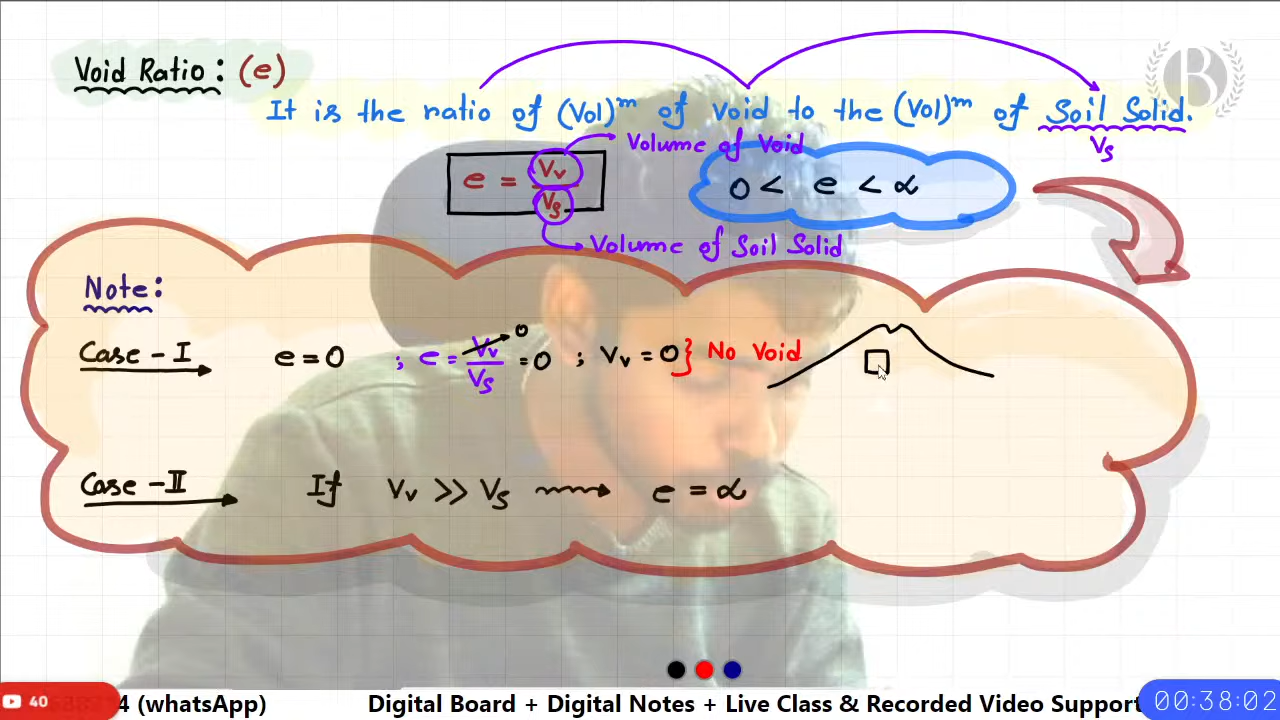 Void Ratio: (e)
It is the ratio of (Vol)ᵐ of Void to the (Vol)ᵐ of Soil Solid.
Vₛ
Volume of Void
e = Vᵥ/Vₛ
0 < e < α
Volume of Soil Solid
Note:
Case - I e = 0 ; e = Vᵥ/Vₛ = 0 ; Vᵥ = 0} No Void
0
Case - II If Vᵥ >> Vₛ e = α
40
4 (whatsApp) Digital Board + Digital Notes + Live Class & Recorded Video Support
00:38:02
B